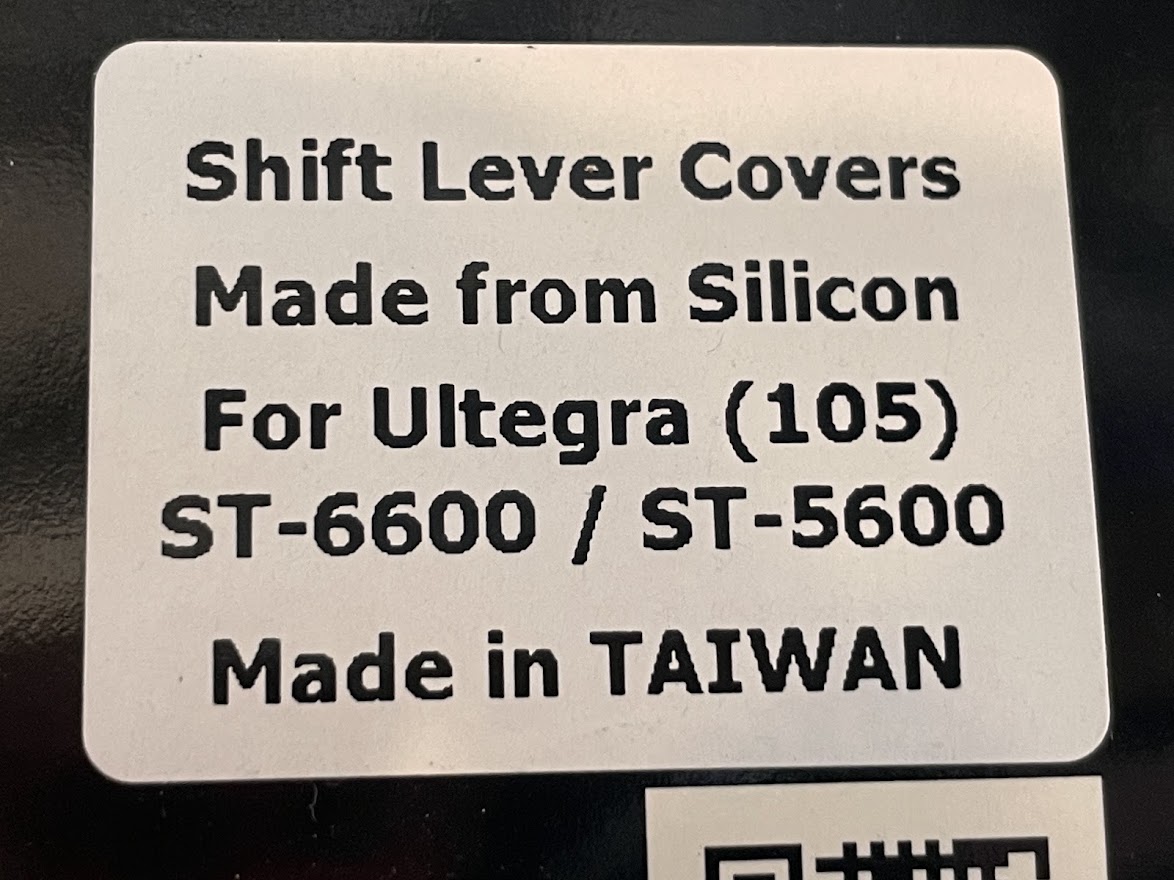 Shift Lever Covers
Made from Silicon
For Ultegra (105)
ST-6600 / ST-5600
Made in TAIWAN